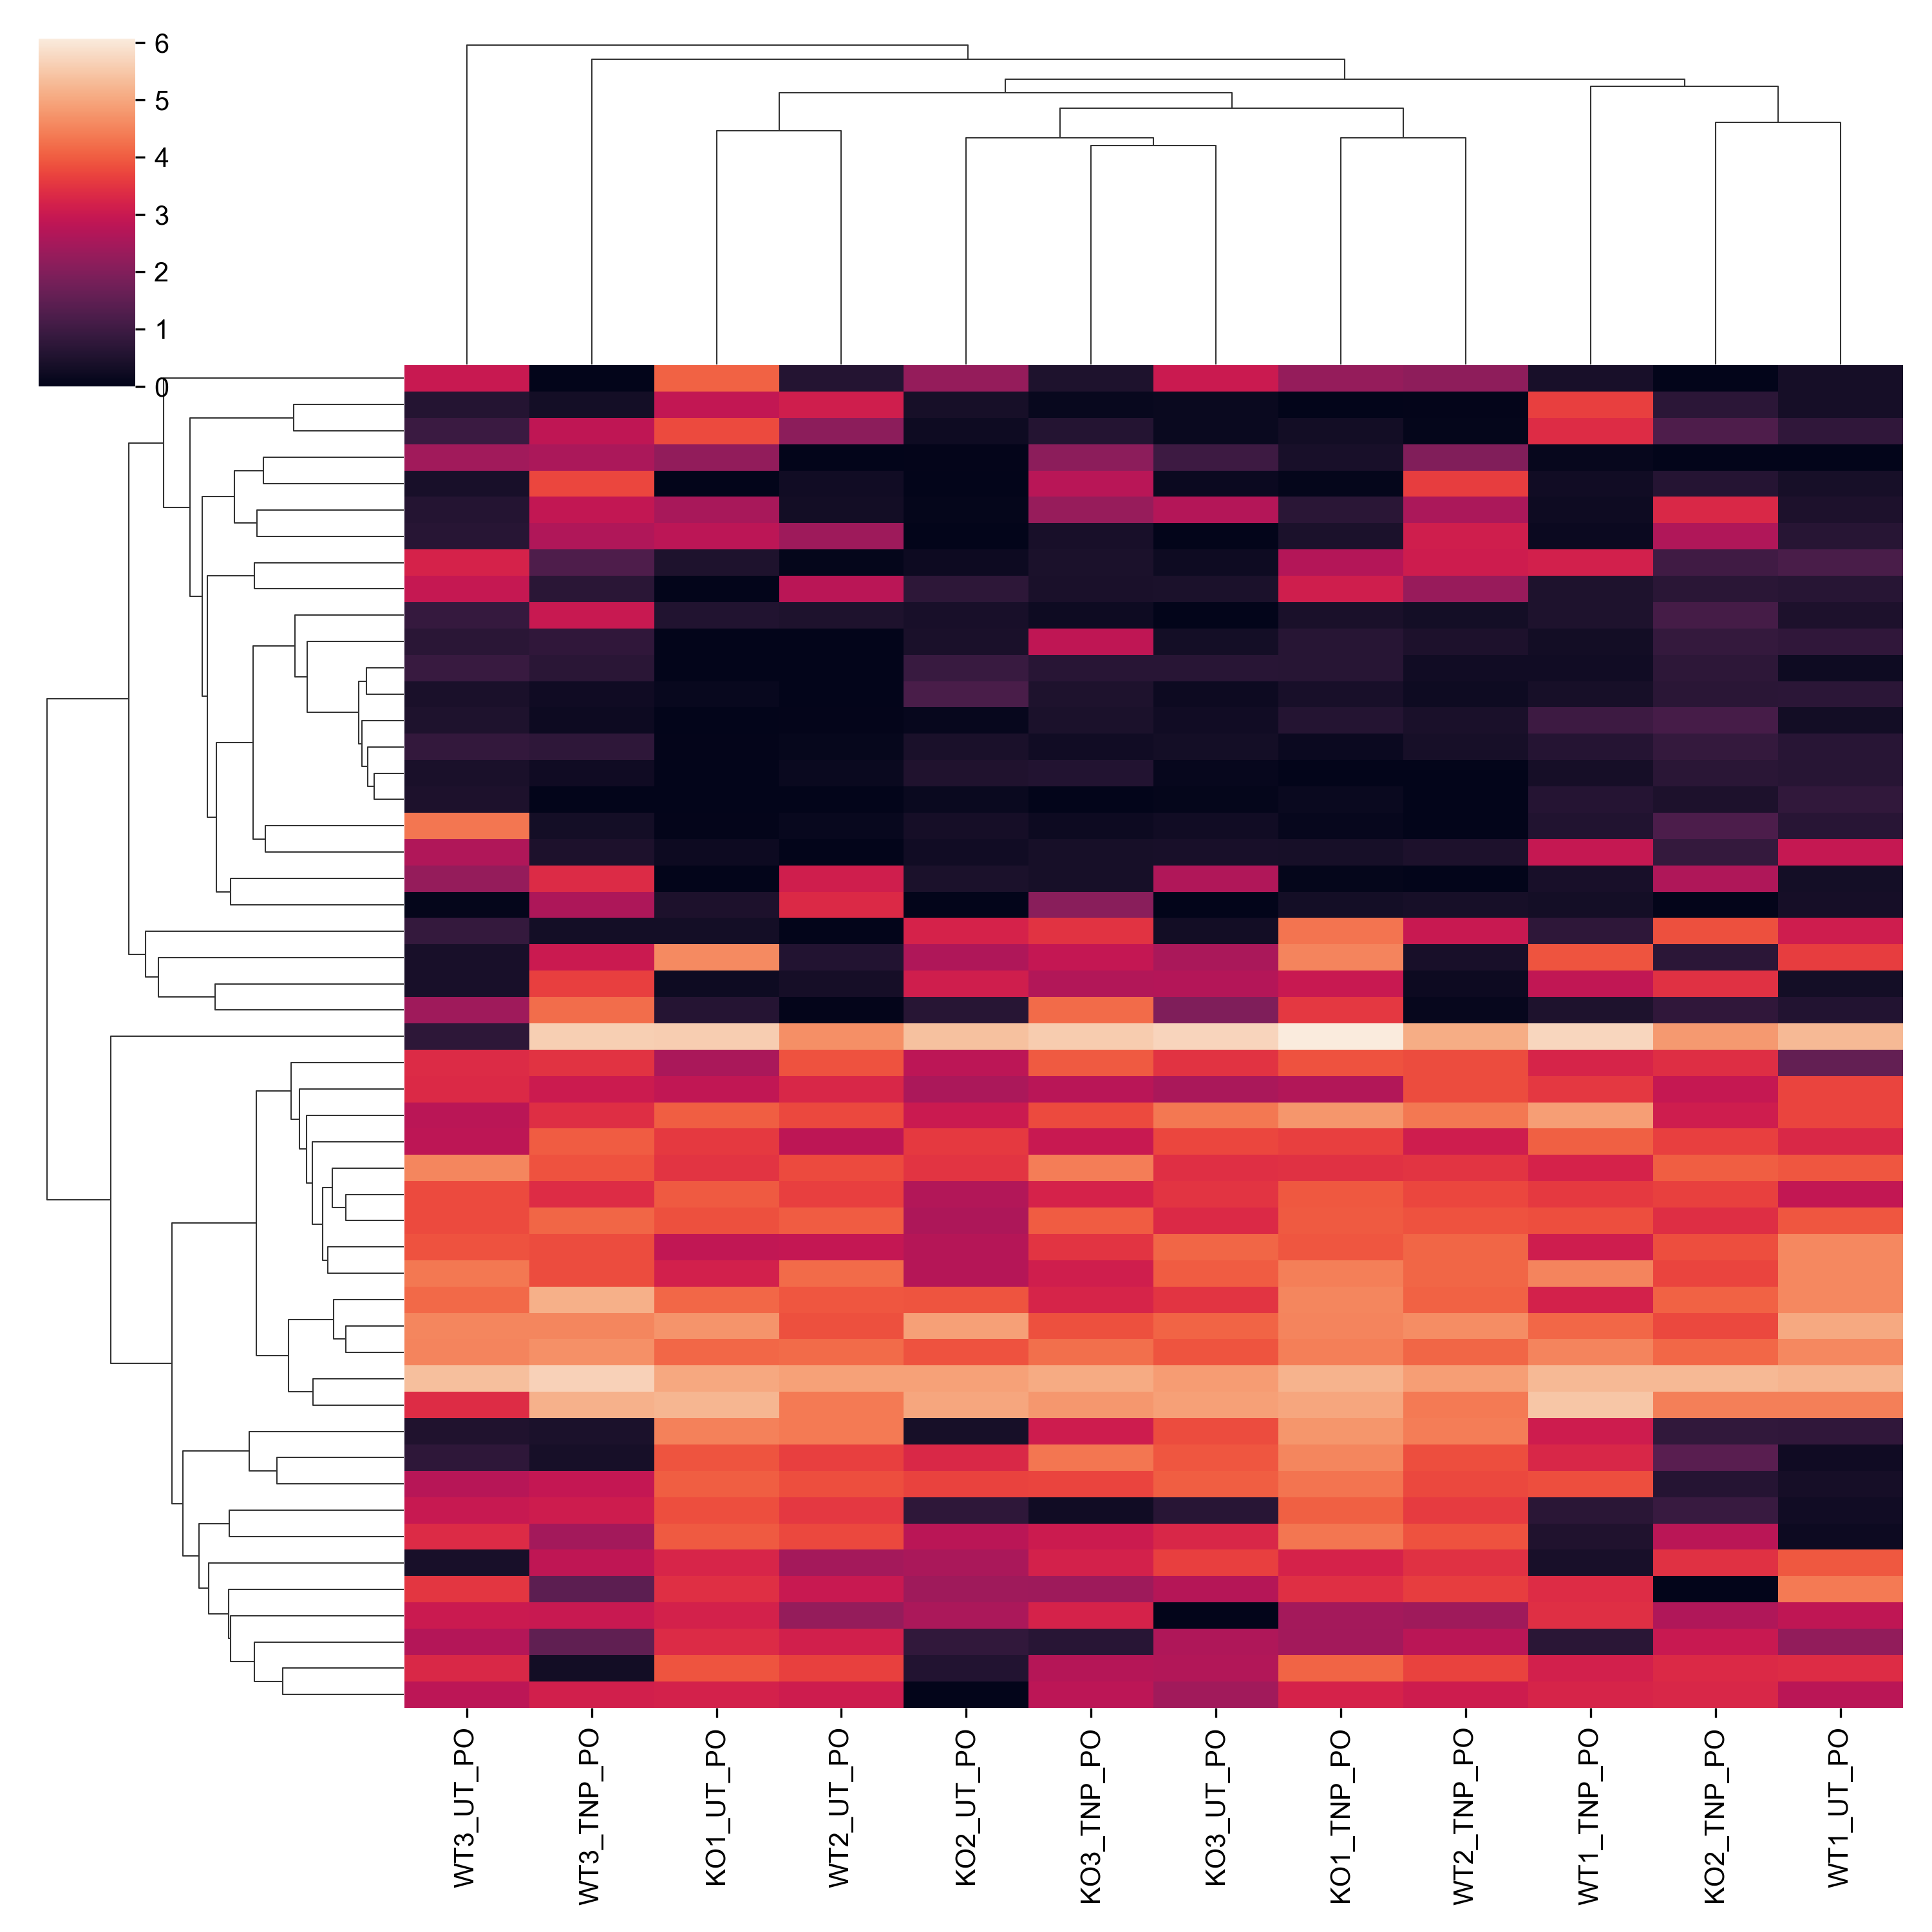 6
5
4
3
2
1
0
WT3_UT_PO
WT3_TNP_PO
KO1_UT_PO
WT2_UT_PO
KO2_UT_PO
KO3_TNP_PO
KO3_UT_PO
KO1_TNP_PO
WT2_TNP_PO
WT1_TNP_PO
KO2_TNP_PO
WT1_UT_PO